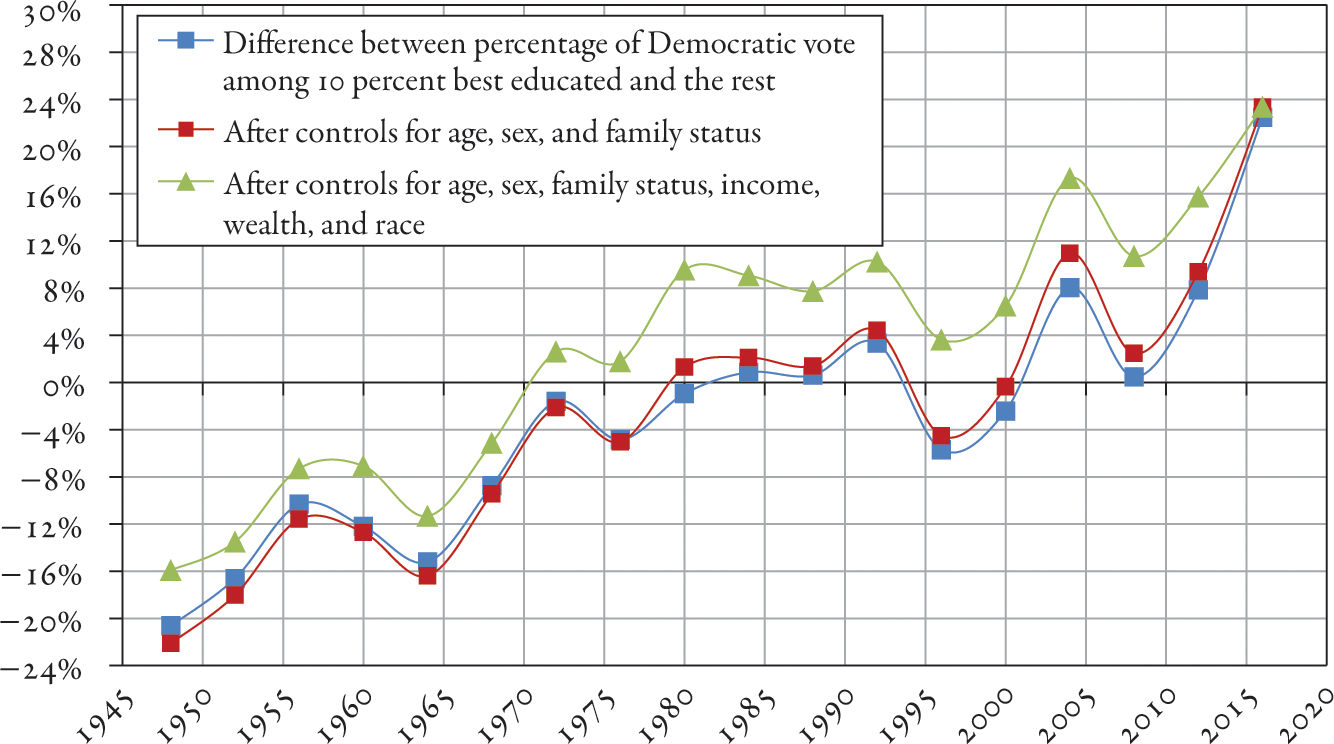 30%
28%
24%
20%
16%
12%
8%
4%
0%
−4%
−8%
−12%
−16%
−20%
−24%
Difference between percentage of Democratic vote
among 10 percent best educated and the rest
After controls for age, sex, and family status
After controls for age, sex, family status, income,
wealth, and race
1945 1950 1955 1960 1965 1970 1975 1980 1985 1990 1995 2000 2005 2010 2015 2020